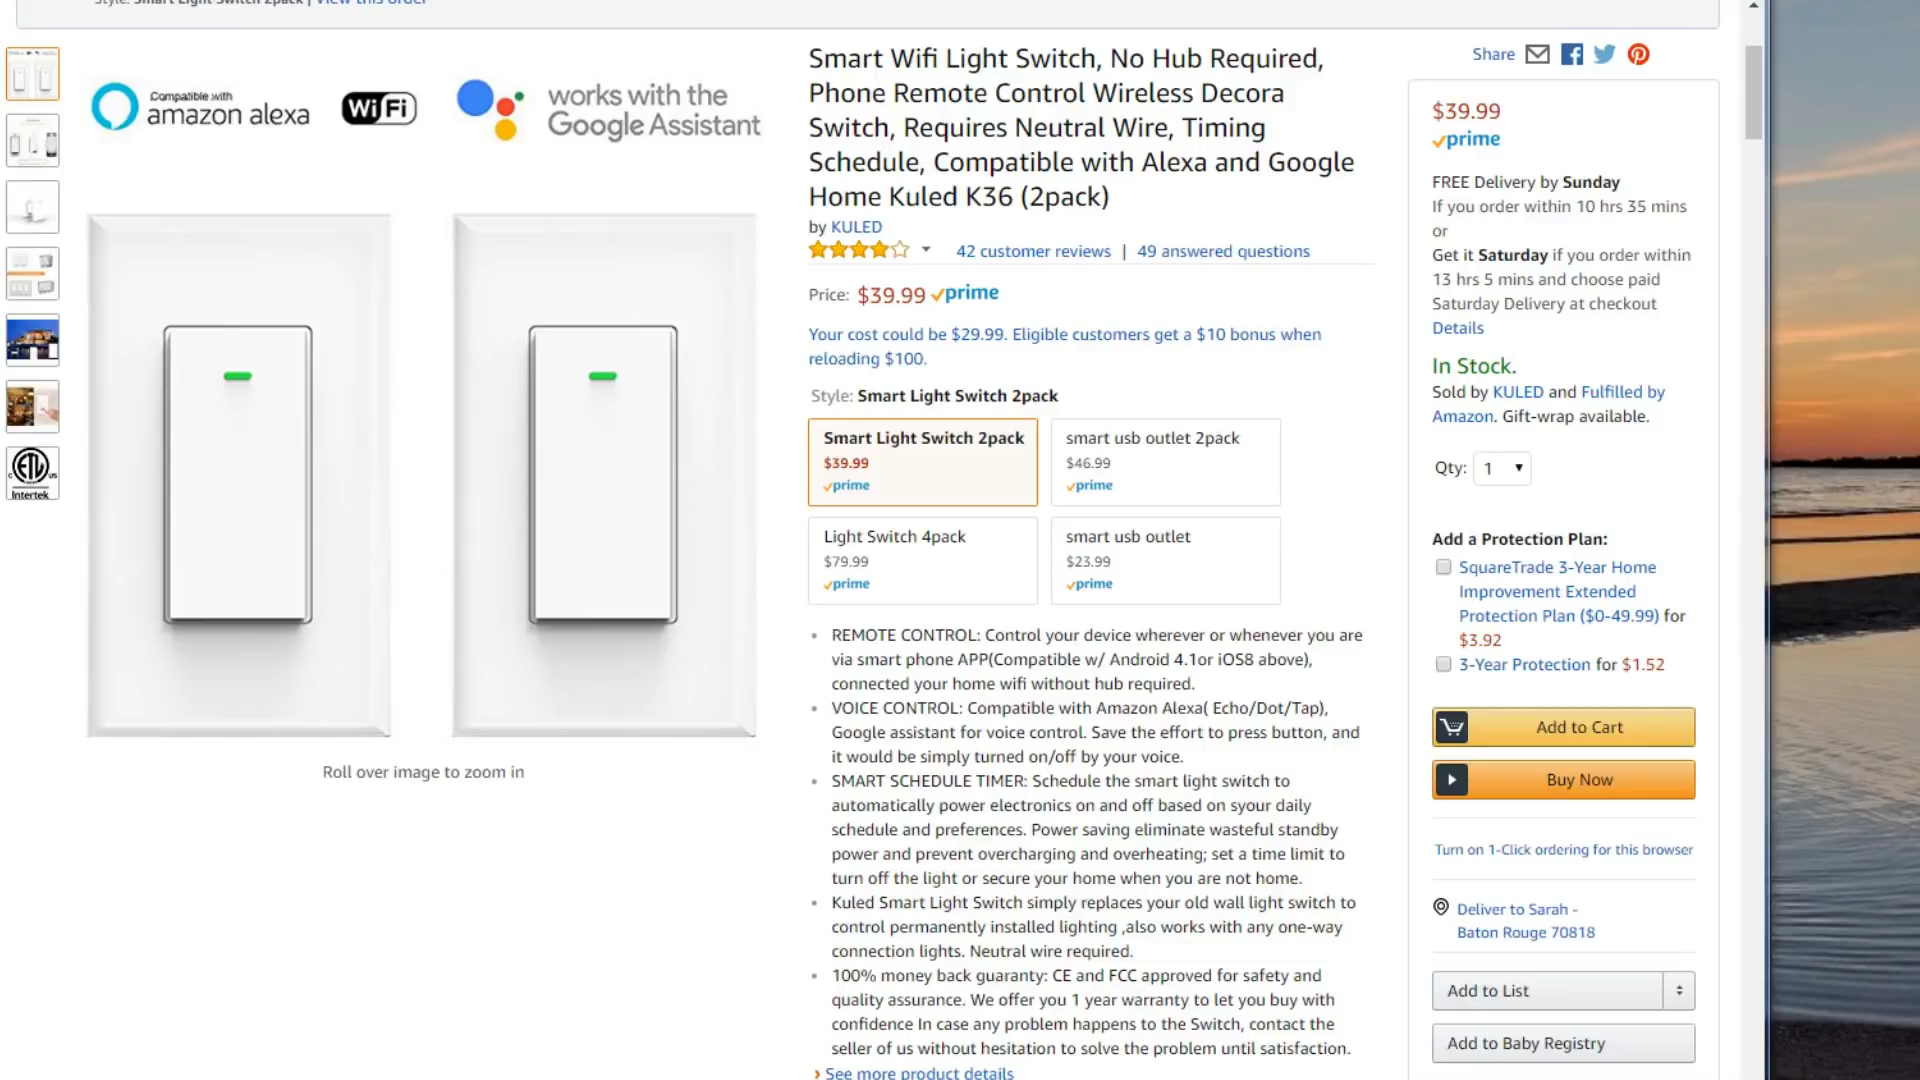 Style: Smart Light Switch 2pack | View this order
Compatible with
amazon alexa
WiFi
works with the
Google Assistant
ETL
C US
Intertek
Roll over image to zoom in
Smart Wifi Light Switch, No Hub Required,
Phone Remote Control Wireless Decora
Switch, Requires Neutral Wire, Timing
Schedule, Compatible with Alexa and Google
Home Kuled K36 (2pack)
by KULED
42 customer reviews | 49 answered questions
Price: $39.99 prime
Your cost could be $29.99. Eligible customers get a $10 bonus when
reloading $100.
Style: Smart Light Switch 2pack
Smart Light Switch 2pack
$39.99
prime
smart usb outlet 2pack
$46.99
prime
Light Switch 4pack
$79.99
prime
smart usb outlet
$23.99
prime
• REMOTE CONTROL: Control your device wherever or whenever you are
via smart phone APP(Compatible w/ Android 4.1or iOS8 above),
connected your home wifi without hub required.
• VOICE CONTROL: Compatible with Amazon Alexa( Echo/Dot/Tap),
Google assistant for voice control. Save the effort to press button, and
it would be simply turned on/off by your voice.
• SMART SCHEDULE TIMER: Schedule the smart light switch to
automatically power electronics on and off based on syour daily
schedule and preferences. Power saving eliminate wasteful standby
power and prevent overcharging and overheating; set a time limit to
turn off the light or secure your home when you are not home.
• Kuled Smart Light Switch simply replaces your old wall light switch to
control permanently installed lighting ,also works with any one-way
connection lights. Neutral wire required.
• 100% money back guaranty: CE and FCC approved for safety and
quality assurance. We offer you 1 year warranty to let you buy with
confidence In case any problem happens to the Switch, contact the
seller of us without hesitation to solve the problem until satisfaction.
› See more product details
Share
$39.99
prime
FREE Delivery by Sunday
If you order within 10 hrs 35 mins
or
Get it Saturday if you order within
13 hrs 5 mins and choose paid
Saturday Delivery at checkout
Details
In Stock.
Sold by KULED and Fulfilled by
Amazon. Gift-wrap available.
Qty: 1
Add a Protection Plan:
SquareTrade 3-Year Home
Improvement Extended
Protection Plan ($0-49.99) for
$3.92
3-Year Protection for $1.52
Add to Cart
Buy Now
Turn on 1-Click ordering for this browser
Deliver to Sarah -
Baton Rouge 70818
Add to List
Add to Baby Registry